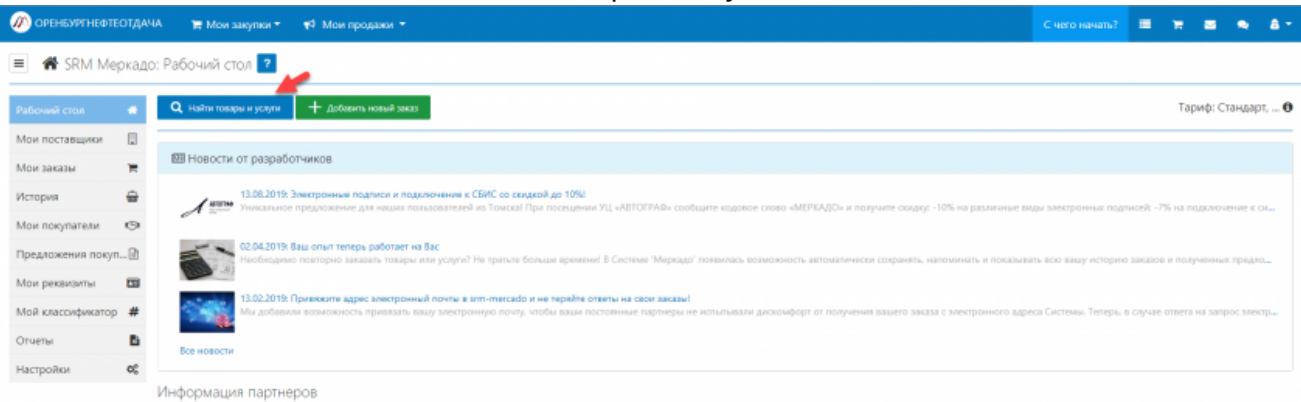 ОРЕНБУРГНЕФТЕОТДАЧА Мои закупки Мои продажи С чего начать?
SRM Меркадо: Рабочий стол ?
Рабочий стол
Найти товары и услуги
Добавить новый заказ
Тариф: Стандарт, ...
Мои поставщики
Мои заказы
История
Мои покупатели
Предложения покуп...
Мои реквизиты
Мой классификатор
Отчеты
Настройки
Новости от разработчиков
АВТОГРАФ
13.08.2019: Электронные подписи и подключение к СБИС со скидкой до 10%!
Уникальное предложение для наших пользователей из Томска! При посещении УЦ «АВТОГРАФ» сообщите кодовое слово «МЕРКАДО» и получите скидку: -10% на различные виды электронных подписей; -7% на подключение к си...
02.04.2019: Ваш опыт теперь работает на Вас
Необходимо повторно заказать товары или услуги? Не тратьте больше времени! В Системе 'Меркадо' появилась возможность автоматически сохранять, напоминать и показывать всю вашу историю заказов и полученных предло...
13.02.2019: Привяжите адрес электронный почты в srm-mercado и не теряйте ответы на свои заказы!
Мы добавили возможность привязать вашу электронную почту, чтобы ваши постоянные партнеры не испытывали дискомфорт от получения вашего заказа с электронного адреса Системы. Теперь, в случае ответа на запрос электр...
Все новости
Информация партнеров